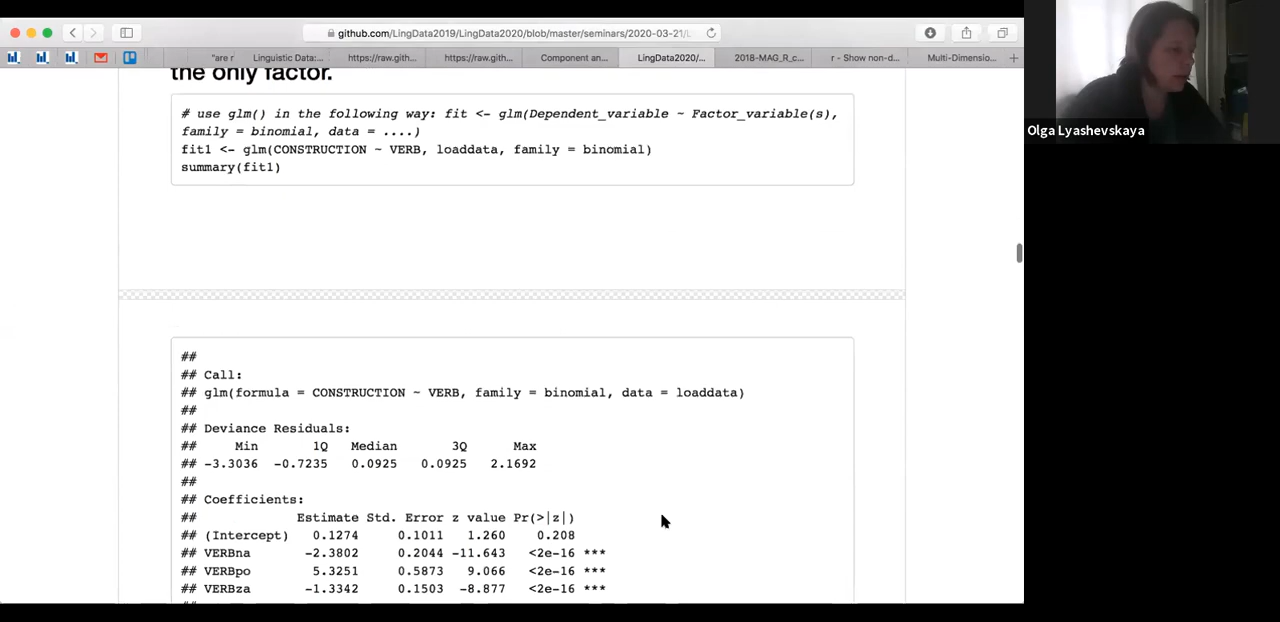 github.com/LingData2019/LingData2020/blob/master/seminars/2020-03-21/L
"are r
Linguistic Data:...
https://raw.gith...
https://raw.gith...
Component an...
LingData2020/...
2018-MAG_R_c...
r - Show non-d...
Multi-Dimensio...
Olga Lyashevskaya
the only factor.
# use glm() in the following way: fit <- glm(Dependent_variable ~ Factor_variable(s),
family = binomial, data = ....)
fit1 <- glm(CONSTRUCTION ~ VERB, loaddata, family = binomial)
summary(fit1)
##
## Call:
## glm(formula = CONSTRUCTION ~ VERB, family = binomial, data = loaddata)
##
## Deviance Residuals:
## Min 1Q Median 3Q Max
## -3.3036 -0.7235 0.0925 0.0925 2.1692
##
## Coefficients:
## Estimate Std. Error z value Pr(>|z|)
## (Intercept) 0.1274 0.1011 1.260 0.208
## VERBna -2.3802 0.2044 -11.643 <2e-16 ***
## VERBpo 5.3251 0.5873 9.066 <2e-16 ***
## VERBza -1.3342 0.1503 -8.877 <2e-16 ***